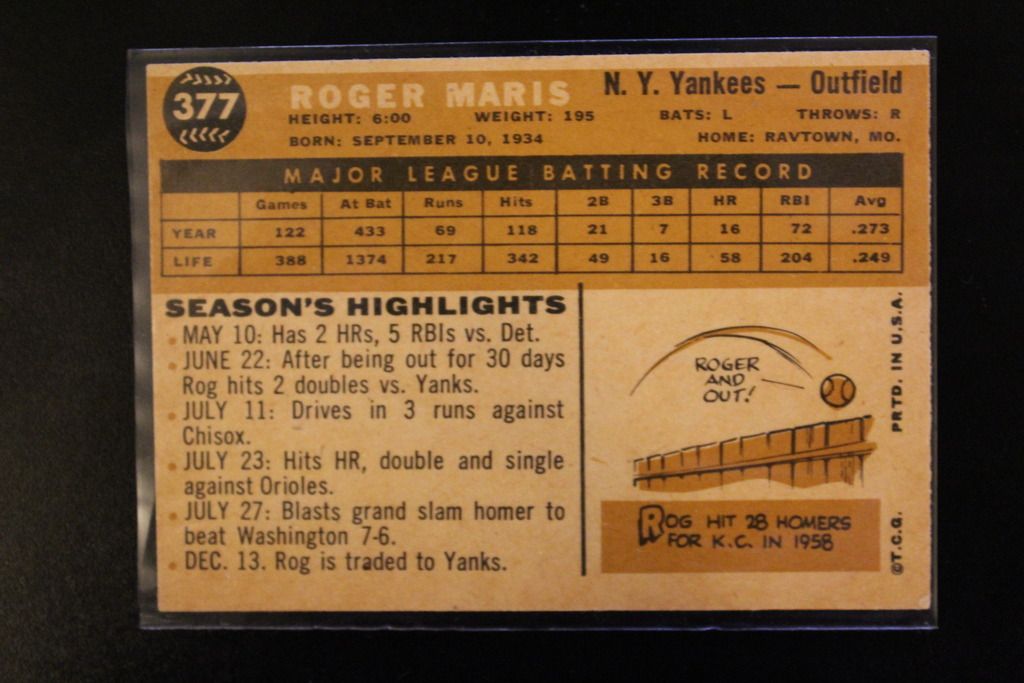 377
ROGER MARIS
N. Y. Yankees — Outfield
HEIGHT: 6:00 WEIGHT: 195 BATS: L THROWS: R
BORN: SEPTEMBER 10, 1934 HOME: RAVTOWN, MO.
MAJOR LEAGUE BATTING RECORD
Games At Bat Runs Hits 2B 3B HR RBI Avg
YEAR 122 433 69 118 21 7 16 72 .273
LIFE 388 1374 217 342 49 16 58 204 .249
SEASON'S HIGHLIGHTS
MAY 10: Has 2 HRs, 5 RBIs vs. Det.
JUNE 22: After being out for 30 days
Rog hits 2 doubles vs. Yanks.
JULY 11: Drives in 3 runs against
Chisox.
JULY 23: Hits HR, double and single
against Orioles.
JULY 27: Blasts grand slam homer to
beat Washington 7-6.
DEC. 13. Rog is traded to Yanks.
ROGER
AND
OUT!
ROG HIT 28 HOMERS
FOR K.C. IN 1958
©T.C.G. PRTD. IN U.S.A.